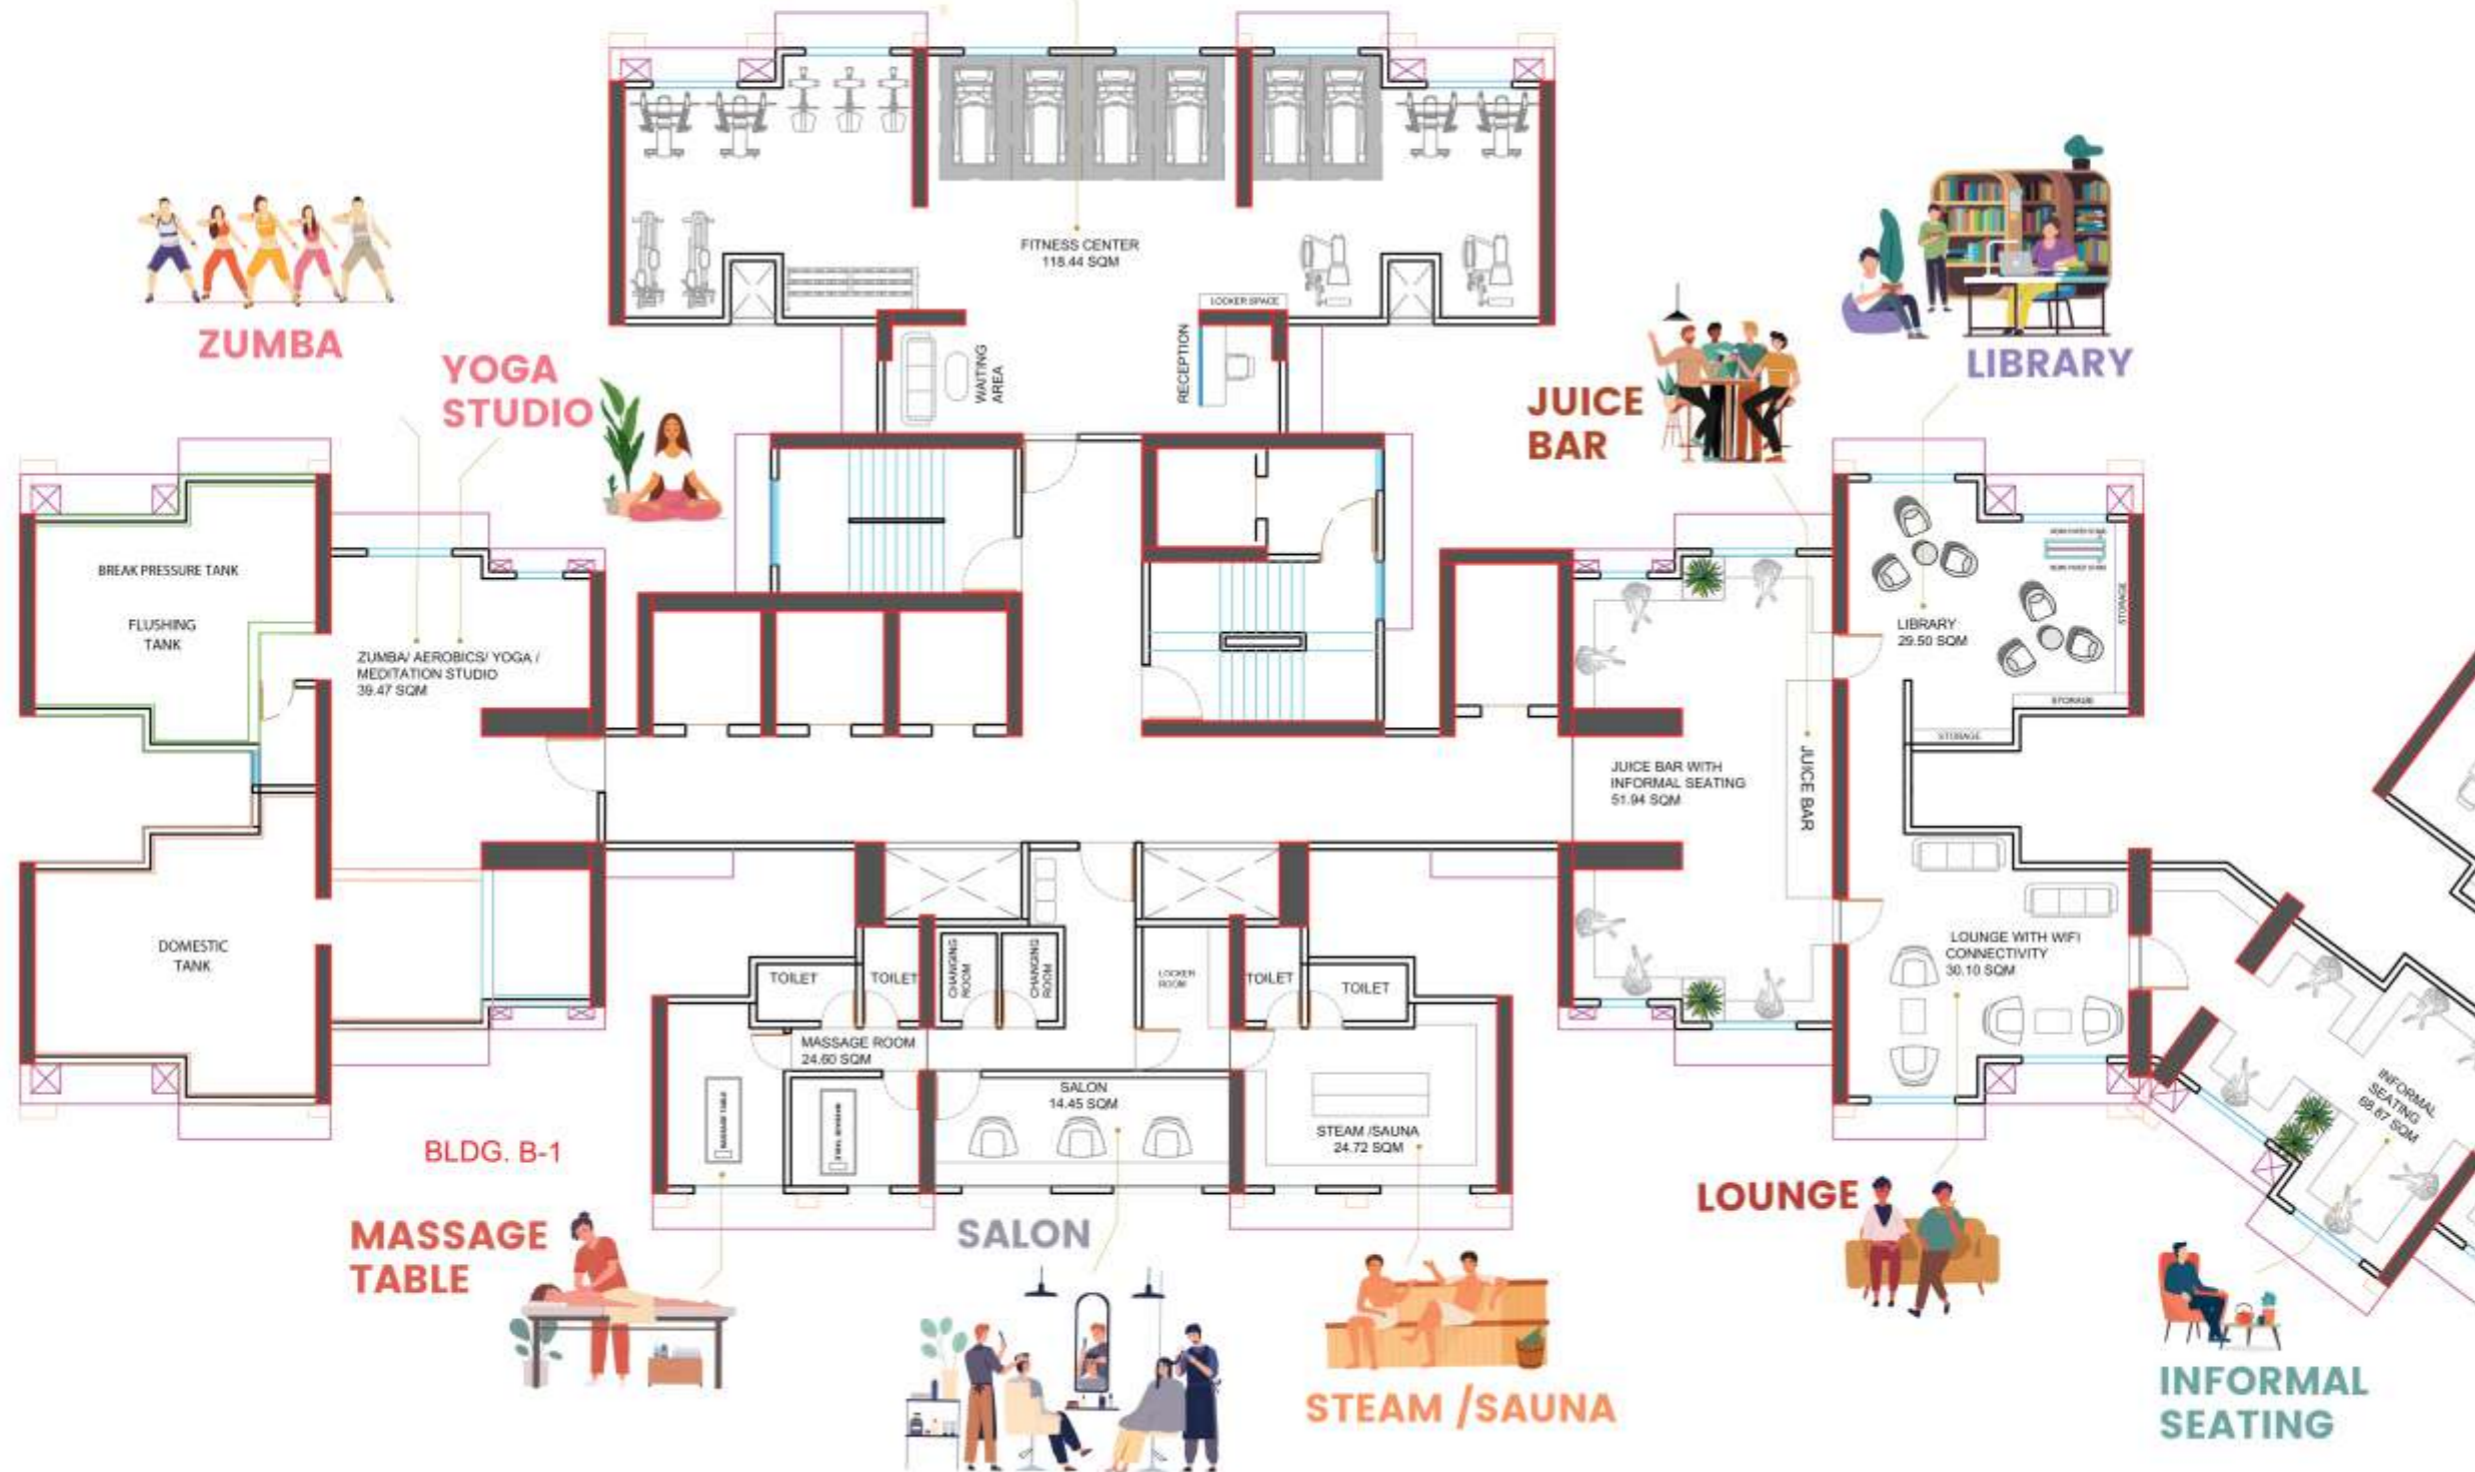 FITNESS CENTER
118.44 SQM
LOCKER SPACE
WAITING
AREA
RECEPTION
ZUMBA
YOGA
STUDIO
JUICE
BAR
LIBRARY
BREAK PRESSURE TANK
FLUSHING
TANK
ZUMBA/ AEROBICS/ YOGA /
MEDITATION STUDIO
39.47 SQM
LIBRARY
29.50 SQM
STORAGE
STORAGE
STORAGE
JUICE BAR WITH
INFORMAL SEATING
51.94 SQM
JUICE BAR
DOMESTIC
TANK
TOILET
TOILET
CHANGING
ROOM
CHANGING
ROOM
LOCKER
ROOM
TOILET
TOILET
LOUNGE WITH WIFI
CONNECTIVITY
30.10 SQM
MASSAGE ROOM
24.60 SQM
MASSAGE TABLE
SALON
14.45 SQM
STEAM /SAUNA
24.72 SQM
INFORMAL
SEATING
68.87 SQM
BLDG. B-1
MASSAGE
TABLE
SALON
STEAM /SAUNA
LOUNGE
INFORMAL
SEATING